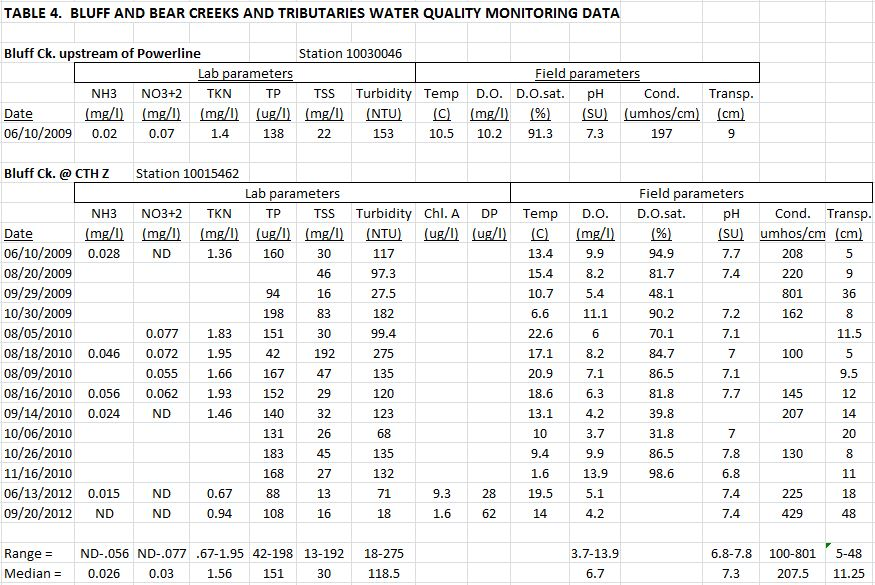 TABLE 4. BLUFF AND BEAR CREEKS AND TRIBUTARIES WATER QUALITY MONITORING DATA
Bluff Ck. upstream of Powerline Station 10030046
Lab parameters Field parameters
NH3 NO3+2 TKN TP TSS Turbidity Temp D.O. D.O.sat. pH Cond. Transp.
Date (mg/l) (mg/l) (mg/l) (ug/l) (mg/l) (NTU) (C) (mg/l) (%) (SU) (umhos/cm) (cm)
06/10/2009 0.02 0.07 1.4 138 22 153 10.5 10.2 91.3 7.3 197 9
Bluff Ck. @ CTH Z Station 10015462
Lab parameters Field parameters
NH3 NO3+2 TKN TP TSS Turbidity Chl. A DP Temp D.O. D.O.sat. pH Cond. Transp.
Date (mg/l) (mg/l) (mg/l) (ug/l) (mg/l) (NTU) (ug/l) (ug/l) (C) (mg/l) (%) (SU) umhos/cm (cm)
06/10/2009 0.028 ND 1.36 160 30 117 13.4 9.9 94.9 7.7 208 5
08/20/2009 46 97.3 15.4 8.2 81.7 7.4 220 9
09/29/2009 94 16 27.5 10.7 5.4 48.1 801 36
10/30/2009 198 83 182 6.6 11.1 90.2 7.2 162 8
08/05/2010 0.077 1.83 151 30 99.4 22.6 6 70.1 7.1 11.5
08/18/2010 0.046 0.072 1.95 42 192 275 17.1 8.2 84.7 7 100 5
08/09/2010 0.055 1.66 167 47 135 20.9 7.1 86.5 7.1 9.5
08/16/2010 0.056 0.062 1.93 152 29 120 18.6 6.3 81.8 7.7 145 12
09/14/2010 0.024 ND 1.46 140 32 123 13.1 4.2 39.8 207 14
10/06/2010 131 26 68 10 3.7 31.8 7 20
10/26/2010 183 45 135 9.4 9.9 86.5 7.8 130 8
11/16/2010 168 27 132 1.6 13.9 98.6 6.8 11
06/13/2012 0.015 ND 0.67 88 13 71 9.3 28 19.5 5.1 7.4 225 18
09/20/2012 ND ND 0.94 108 16 18 1.6 62 14 4.2 7.4 429 48
Range = ND-.056 ND-.077 .67-1.95 42-198 13-192 18-275 3.7-13.9 6.8-7.8 100-801 5-48
Median = 0.026 0.03 1.56 151 30 118.5 6.7 7.3 207.5 11.25